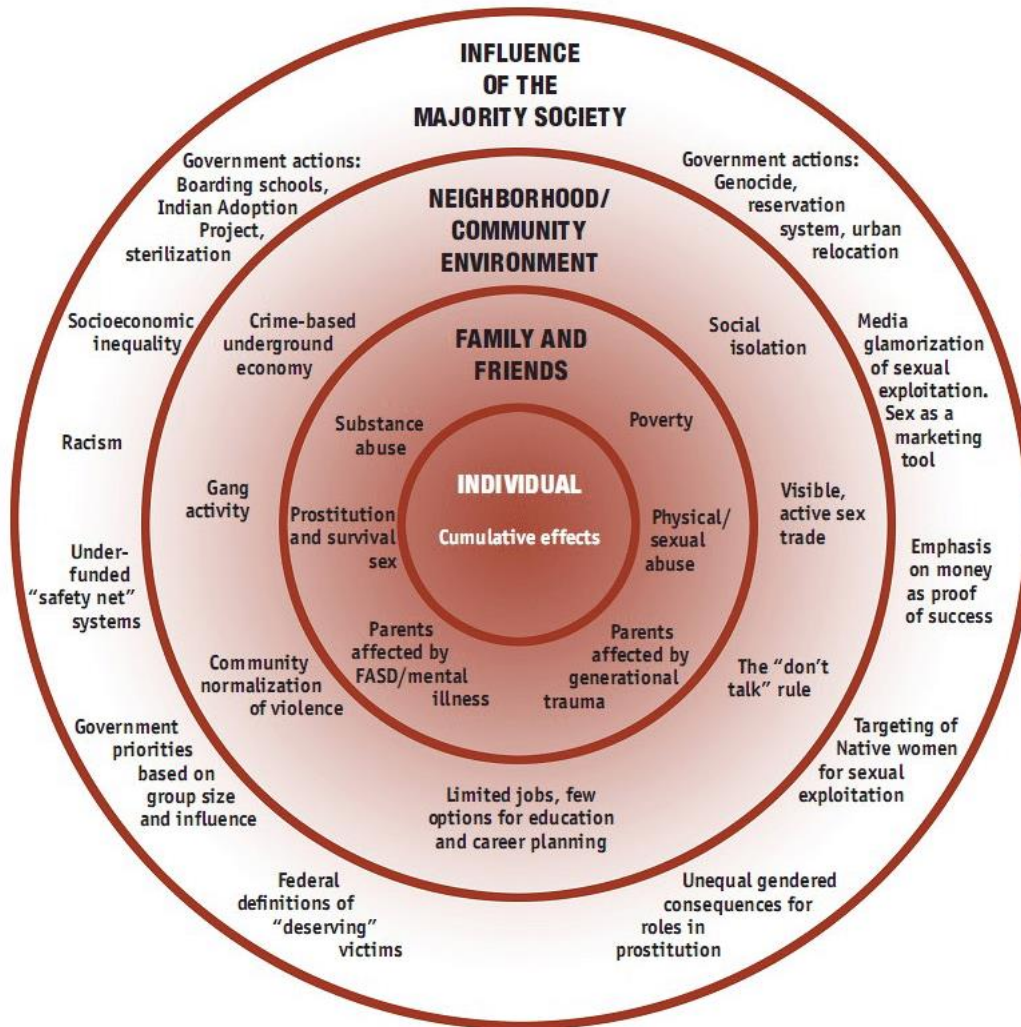 INFLUENCE
OF THE
MAJORITY SOCIETY
Government actions:
Boarding schools,
Indian Adoption
Project,
sterilization
Government actions:
Genocide,
reservation
system, urban
relocation
Socioeconomic
inequality
Media
glamorization
of sexual
exploitation.
Sex as a
marketing
tool
Racism
Under-
funded
“safety net”
systems
Emphasis
on money
as proof
of success
Government
priorities
based on
group size
and influence
Targeting of
Native women
for sexual
exploitation
Federal
definitions of
“deserving”
victims
Unequal gendered
consequences for
roles in
prostitution
NEIGHBORHOOD/
COMMUNITY
ENVIRONMENT
Crime-based
underground
economy
Social
isolation
Gang
activity
Visible,
active sex
trade
Community
normalization
of violence
The “don’t
talk” rule
Limited jobs, few
options for education
and career planning
FAMILY AND
FRIENDS
Substance
abuse
Poverty
Prostitution
and survival
sex
Physical/
sexual
abuse
Parents
affected by
FASD/mental
illness
Parents
affected by
generational
trauma
INDIVIDUAL
Cumulative effects